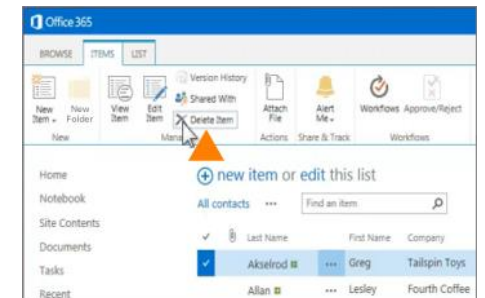 Office 365
BROWSE ITEMS LIST
Version History
Shared With
Delete Item
New Item
New Folder
View Item
Edit Item
Attach File
Alert Me
Workflows
Approve/Reject
New
Mana
Actions
Share & Track
Workflows
Home
Notebook
Site Contents
Documents
Tasks
Recent
new item or edit this list
All contacts ... Find an item
Last Name First Name Company
Akselrod ... Greg Tailspin Toys
Allan ... Lesley Fourth Coffee